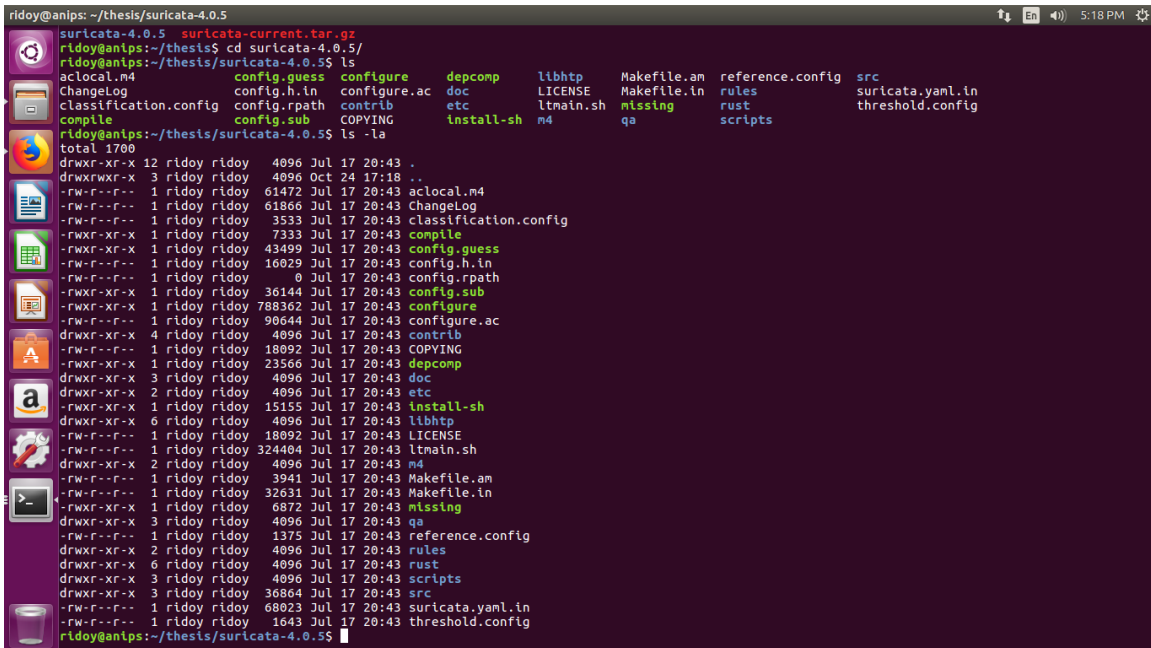 ridoy@anips: ~/thesis/suricata-4.0.5 En 5:18 PM
suricata-4.0.5  suricata-current.tar.gz
ridoy@anips:~/thesis$ cd suricata-4.0.5/
ridoy@anips:~/thesis/suricata-4.0.5$ ls
aclocal.m4             config.guess  configure     depcomp     libhtp     Makefile.am  reference.config  src
ChangeLog              config.h.in   configure.ac  doc         LICENSE    Makefile.in  rules             suricata.yaml.in
classification.config  config.rpath  contrib       etc         ltmain.sh  missing      rust              threshold.config
compile                config.sub    COPYING       install-sh  m4         qa           scripts
ridoy@anips:~/thesis/suricata-4.0.5$ ls -la
total 1700
drwxr-xr-x 12 ridoy ridoy   4096 Jul 17 20:43 .
drwxrwxr-x  3 ridoy ridoy   4096 Oct 24 17:18 ..
-rw-r--r--  1 ridoy ridoy  61472 Jul 17 20:43 aclocal.m4
-rw-r--r--  1 ridoy ridoy  61866 Jul 17 20:43 ChangeLog
-rw-r--r--  1 ridoy ridoy   3533 Jul 17 20:43 classification.config
-rwxr-xr-x  1 ridoy ridoy   7333 Jul 17 20:43 compile
-rwxr-xr-x  1 ridoy ridoy  43499 Jul 17 20:43 config.guess
-rw-r--r--  1 ridoy ridoy  16029 Jul 17 20:43 config.h.in
-rw-r--r--  1 ridoy ridoy      0 Jul 17 20:43 config.rpath
-rwxr-xr-x  1 ridoy ridoy  36144 Jul 17 20:43 config.sub
-rwxr-xr-x  1 ridoy ridoy 788362 Jul 17 20:43 configure
-rw-r--r--  1 ridoy ridoy  90644 Jul 17 20:43 configure.ac
drwxr-xr-x  4 ridoy ridoy   4096 Jul 17 20:43 contrib
-rw-r--r--  1 ridoy ridoy  18092 Jul 17 20:43 COPYING
-rwxr-xr-x  1 ridoy ridoy  23566 Jul 17 20:43 depcomp
drwxr-xr-x  3 ridoy ridoy   4096 Jul 17 20:43 doc
drwxr-xr-x  2 ridoy ridoy   4096 Jul 17 20:43 etc
-rwxr-xr-x  1 ridoy ridoy  15155 Jul 17 20:43 install-sh
drwxr-xr-x  6 ridoy ridoy   4096 Jul 17 20:43 libhtp
-rw-r--r--  1 ridoy ridoy  18092 Jul 17 20:43 LICENSE
-rw-r--r--  1 ridoy ridoy 324404 Jul 17 20:43 ltmain.sh
drwxr-xr-x  2 ridoy ridoy   4096 Jul 17 20:43 m4
-rw-r--r--  1 ridoy ridoy   3941 Jul 17 20:43 Makefile.am
-rw-r--r--  1 ridoy ridoy  32631 Jul 17 20:43 Makefile.in
-rwxr-xr-x  1 ridoy ridoy   6872 Jul 17 20:43 missing
drwxr-xr-x  3 ridoy ridoy   4096 Jul 17 20:43 qa
-rw-r--r--  1 ridoy ridoy   1375 Jul 17 20:43 reference.config
drwxr-xr-x  2 ridoy ridoy   4096 Jul 17 20:43 rules
drwxr-xr-x  6 ridoy ridoy   4096 Jul 17 20:43 rust
drwxr-xr-x  3 ridoy ridoy   4096 Jul 17 20:43 scripts
drwxr-xr-x  3 ridoy ridoy  36864 Jul 17 20:43 src
-rw-r--r--  1 ridoy ridoy  68023 Jul 17 20:43 suricata.yaml.in
-rw-r--r--  1 ridoy ridoy   1643 Jul 17 20:43 threshold.config
ridoy@anips:~/thesis/suricata-4.0.5$